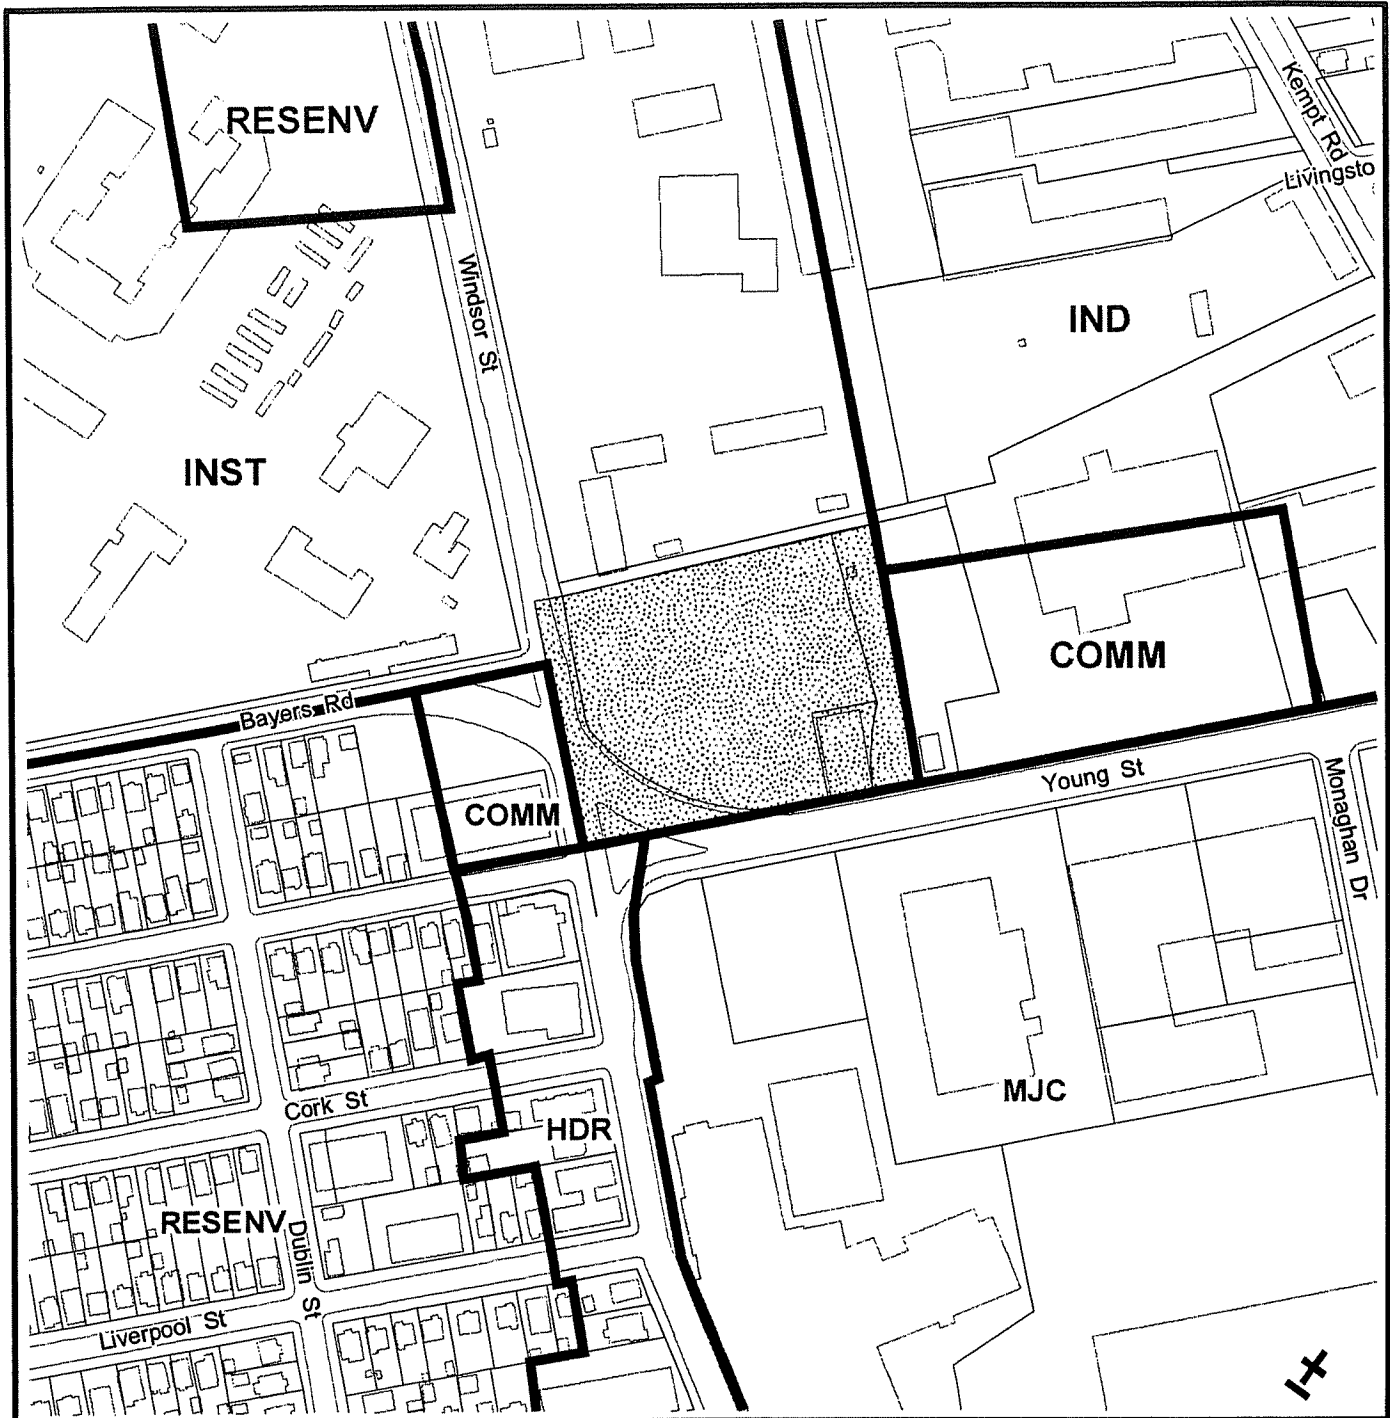 RESENV
Kempt Rd
Livingsto
Windsor St
IND
INST
COMM
Bayers Rd
COMM
Young St
Monaghan Dr
MJC
Cork St
HDR
RESENV
Dublin St
Liverpool St